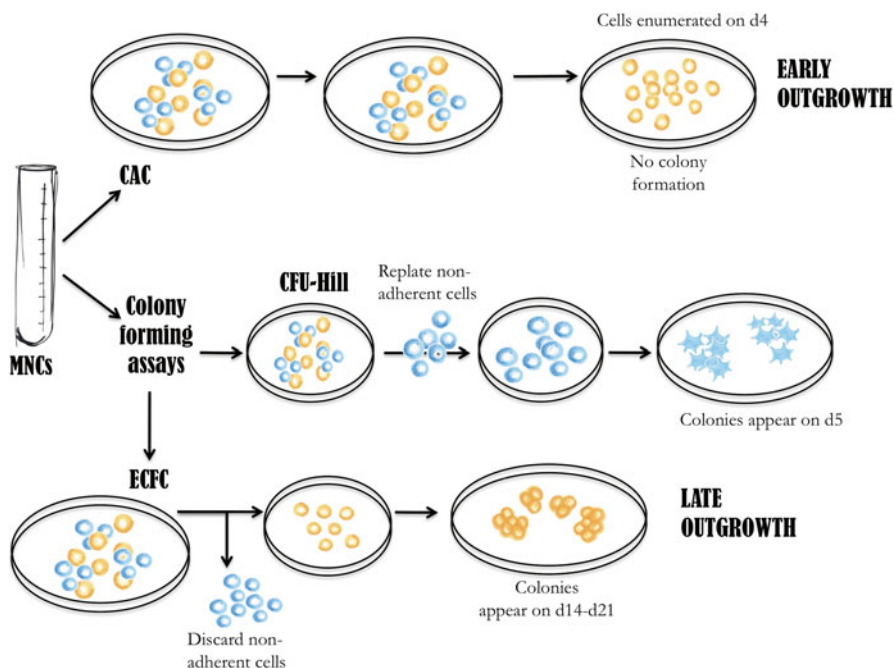 Cells enumerated on d4
EARLY
OUTGROWTH
No colony
formation
CAC
MNCs
Colony
forming
assays
CFU-Hill
Replate non-
adherent cells
Colonies appear on d5
ECFC
Discard non-
adherent cells
Colonies
appear on d14-d21
LATE
OUTGROWTH